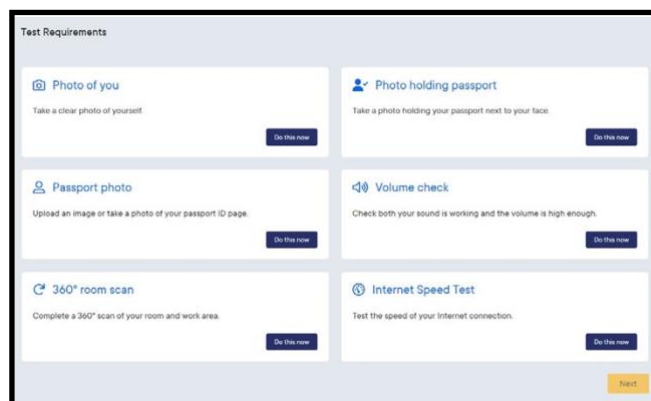 Test Requirements
Photo of you
Take a clear photo of yourself.
Do this now
Photo holding passport
Take a photo holding your passport next to your face.
Do this now
Passport photo
Upload an image or take a photo of your passport ID page.
Do this now
Volume check
Check both your sound is working and the volume is high enough.
Do this now
360° room scan
Complete a 360° scan of your room and work area.
Do this now
Internet Speed Test
Test the speed of your Internet connection.
Do this now
Next